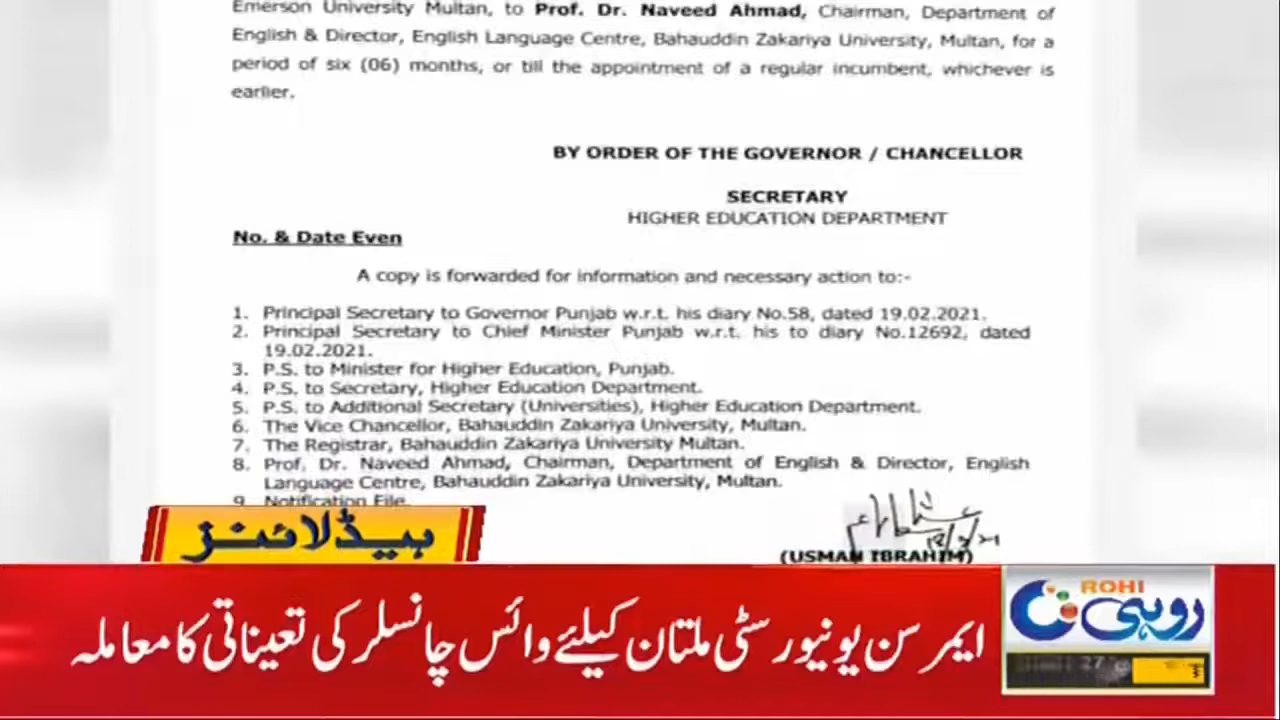 Emerson University Multan, to Prof. Dr. Naveed Ahmad, Chairman, Department of
English & Director, English Language Centre, Bahauddin Zakariya University, Multan, for a
period of six (06) months, or till the appointment of a regular incumbent, whichever is
earlier.
BY ORDER OF THE GOVERNOR / CHANCELLOR
SECRETARY
HIGHER EDUCATION DEPARTMENT
No. & Date Even
A copy is forwarded for information and necessary action to:-
1. Principal Secretary to Governor Punjab w.r.t. his diary No.58, dated 19.02.2021.
2. Principal Secretary to Chief Minister Punjab w.r.t. his to diary No.12692, dated
19.02.2021.
3. P.S. to Minister for Higher Education, Punjab.
4. P.S. to Secretary, Higher Education Department.
5. P.S. to Additional Secretary (Universities), Higher Education Department.
6. The Vice Chancellor, Bahauddin Zakariya University, Multan.
7. The Registrar, Bahauddin Zakariya University Multan.
8. Prof. Dr. Naveed Ahmad, Chairman, Department of English & Director, English
Language Centre, Bahauddin Zakariya University, Multan.
9. Notification File.
(USMAN IBRAHIM)
ہیڈلائنز
ROHI
روہی
ایمرسن یونیورسٹی ملتان کیلئے وائس چانسلر کی تعیناتی کا معاملہ
27°